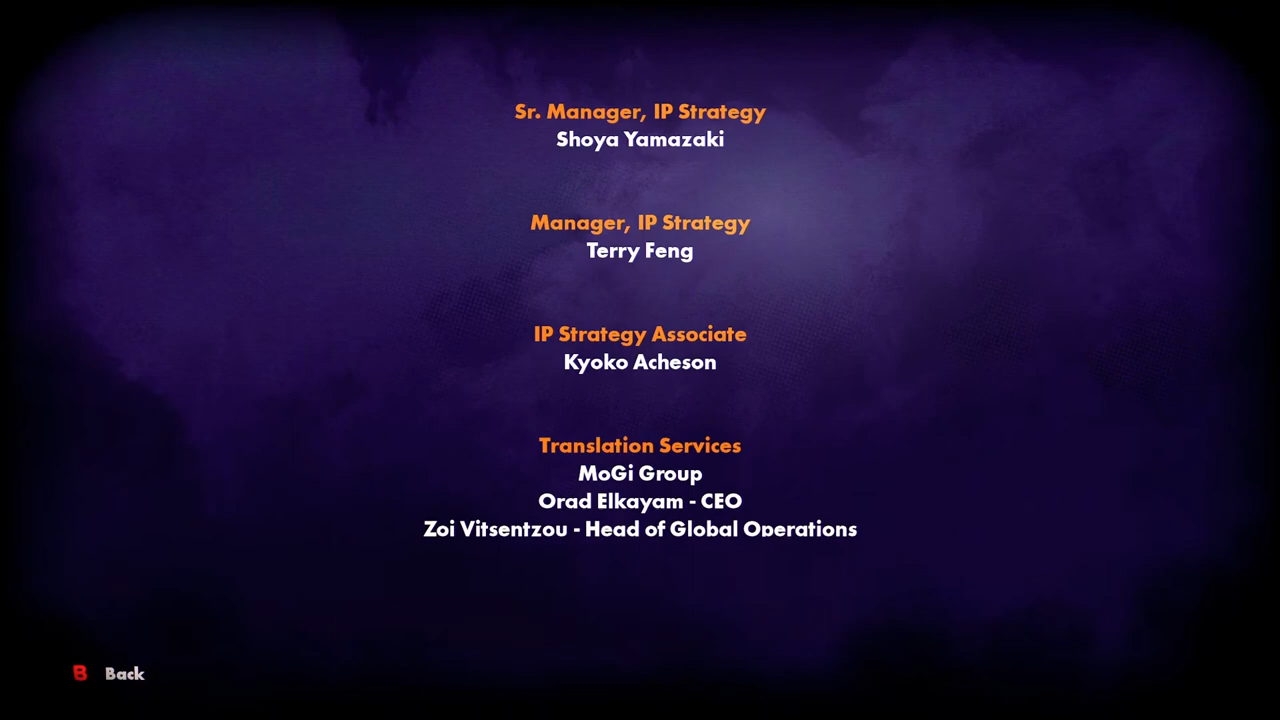 Sr. Manager, IP Strategy
Shoya Yamazaki
Manager, IP Strategy
Terry Feng
IP Strategy Associate
Kyoko Acheson
Translation Services
MoGi Group
Orad Elkayam - CEO
Zoi Vitsentzou - Head of Global Operations
B Back